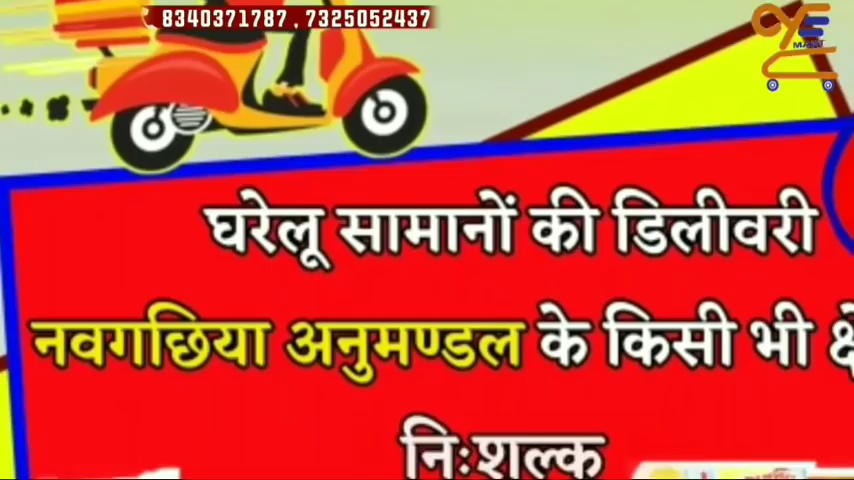 8340371787 , 7325052437
घरेलू सामानों की डिलीवरी
नवगछिया अनुमण्डल के किसी भी
निःशुल्क